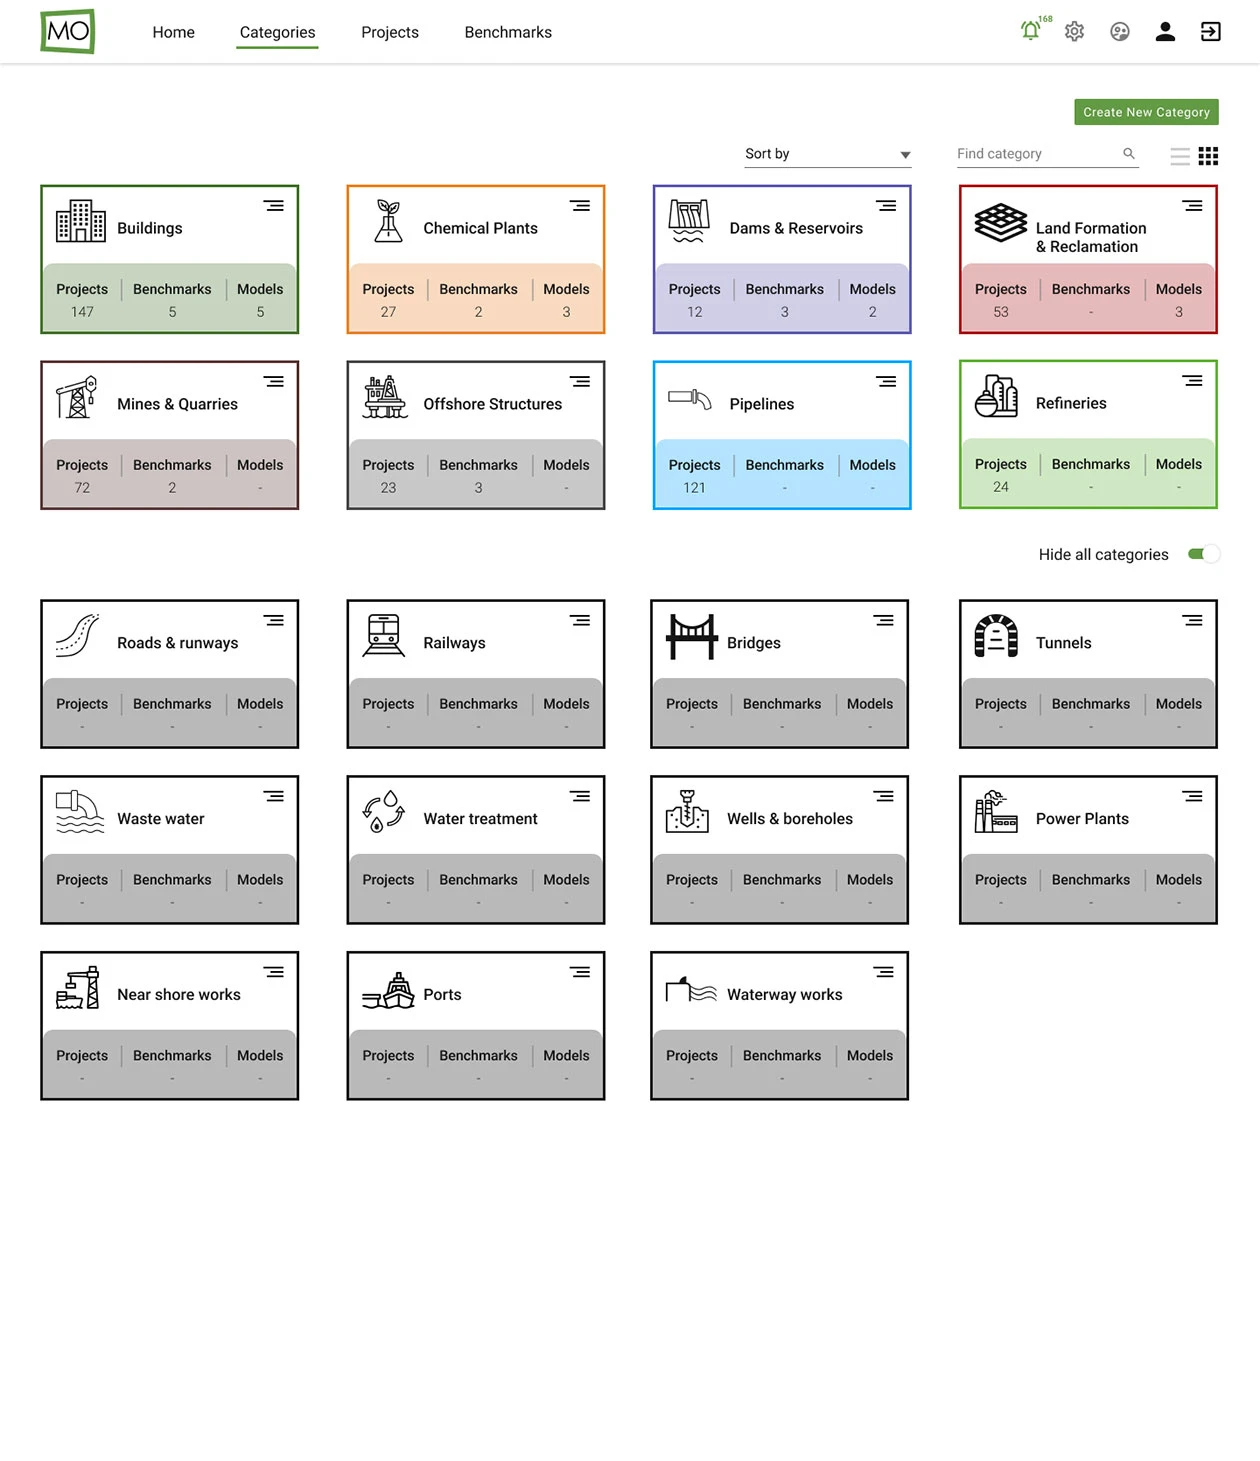 MO
Home Categories Projects Benchmarks
168
Create New Category
Sort by
Find category
Buildings
Projects Benchmarks Models
147 5 5
Chemical Plants
Projects Benchmarks Models
27 2 3
Dams & Reservoirs
Projects Benchmarks Models
12 3 2
Land Formation
& Reclamation
Projects Benchmarks Models
53 - 3
Mines & Quarries
Projects Benchmarks Models
72 2 -
Offshore Structures
Projects Benchmarks Models
23 3 -
Pipelines
Projects Benchmarks Models
121 - -
Refineries
Projects Benchmarks Models
24 - -
Hide all categories
Roads & runways
Projects Benchmarks Models
- - -
Railways
Projects Benchmarks Models
- - -
Bridges
Projects Benchmarks Models
- - -
Tunnels
Projects Benchmarks Models
- - -
Waste water
Projects Benchmarks Models
- - -
Water treatment
Projects Benchmarks Models
- - -
Wells & boreholes
Projects Benchmarks Models
- - -
Power Plants
Projects Benchmarks Models
- - -
Near shore works
Projects Benchmarks Models
- - -
Ports
Projects Benchmarks Models
- - -
Waterway works
Projects Benchmarks Models
- - -